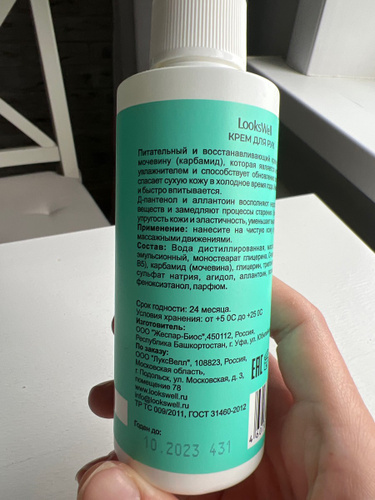 LooksWell
КРЕМ ДЛЯ РУК
Питательный и восстанавливающий
мочевину (карбамид), которая
увлажнителем и способствует обновлению
спасает сухую кожу в холодное время года
и быстро впитывается.
Д-пантенол и аллантоин восполняют
веществ и замедляют процессы старения
упругость кожи и эластичность,
Применение: нанесите на чистую
массажными движениями.
Состав: Вода дистиллированная,
эмульсионный, моностеарат глицерина,
В5), карбамид (мочевина), глицерин,
сульфат натрия, агидол, аллантоин,
феноксиэтанол, парфюм.
Срок годности: 24 месяца.
Условия хранения: от +5 0С до +25 0С
Изготовитель:
ООО "Жеспар-Биос",450112, Россия,
Республики Башкортостан, г. Уфа, ул.
По заказу:
ООО "ЛуксВелл", 108823, Россия,
Московская область,
г. Подольск, ул. Московская, д. 3,
помещение 78
www.lookswell.ru
info@lookswell.ru
ТР ТС 009/2011, ГОСТ 31460-2012
EAC
Годен до:
10.2023 431